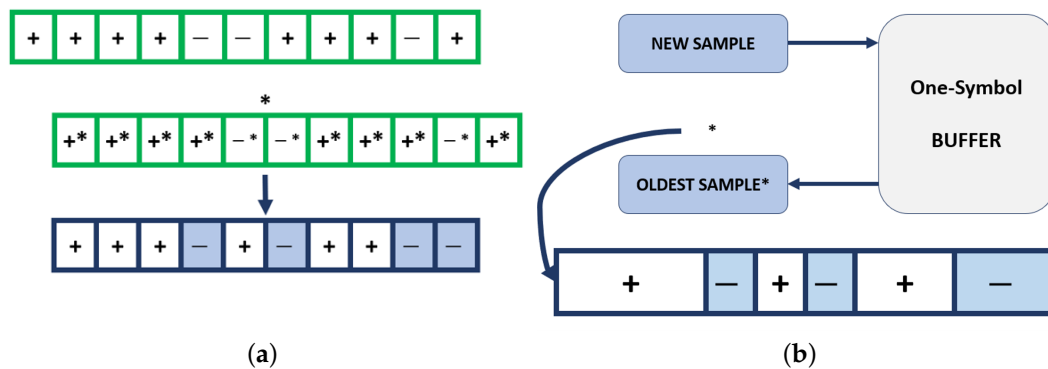 + + + + — — + + + — +
*
+* +* +* +* —* —* +* +* +* —* +*
+ + + — + — + + — —
(a)
NEW SAMPLE
One-Symbol
BUFFER
*
OLDEST SAMPLE*
+ — + — + —
(b)